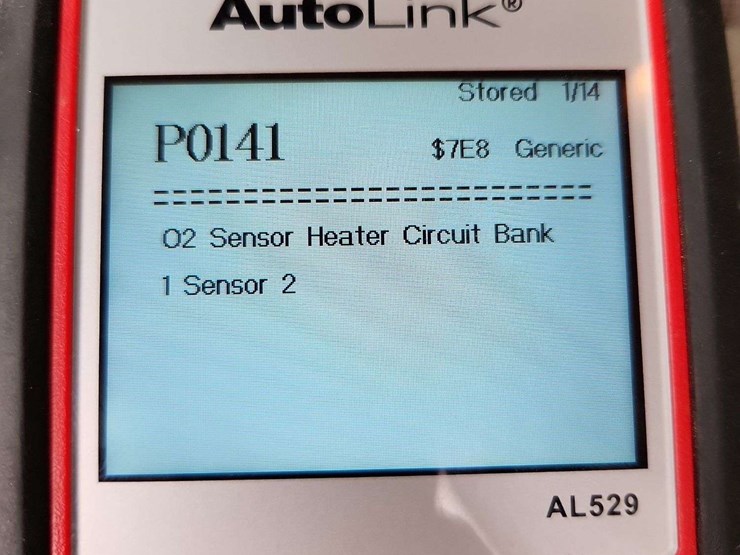 AutoLink®
Stored 1/14
P0141 $7E8 Generic
========================
O2 Sensor Heater Circuit Bank
1 Sensor 2
AL529